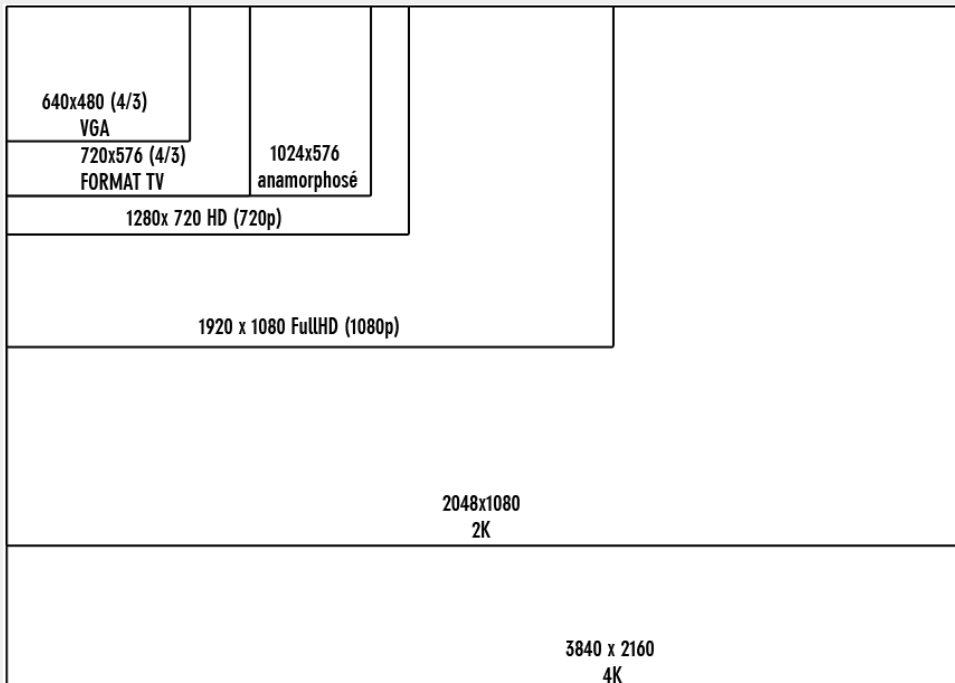 640x480 (4/3)
VGA
720x576 (4/3)
FORMAT TV
1024x576
anamorphosé
1280x 720 HD (720p)
1920 x 1080 FullHD (1080p)
2048x1080
2K
3840 x 2160
4K